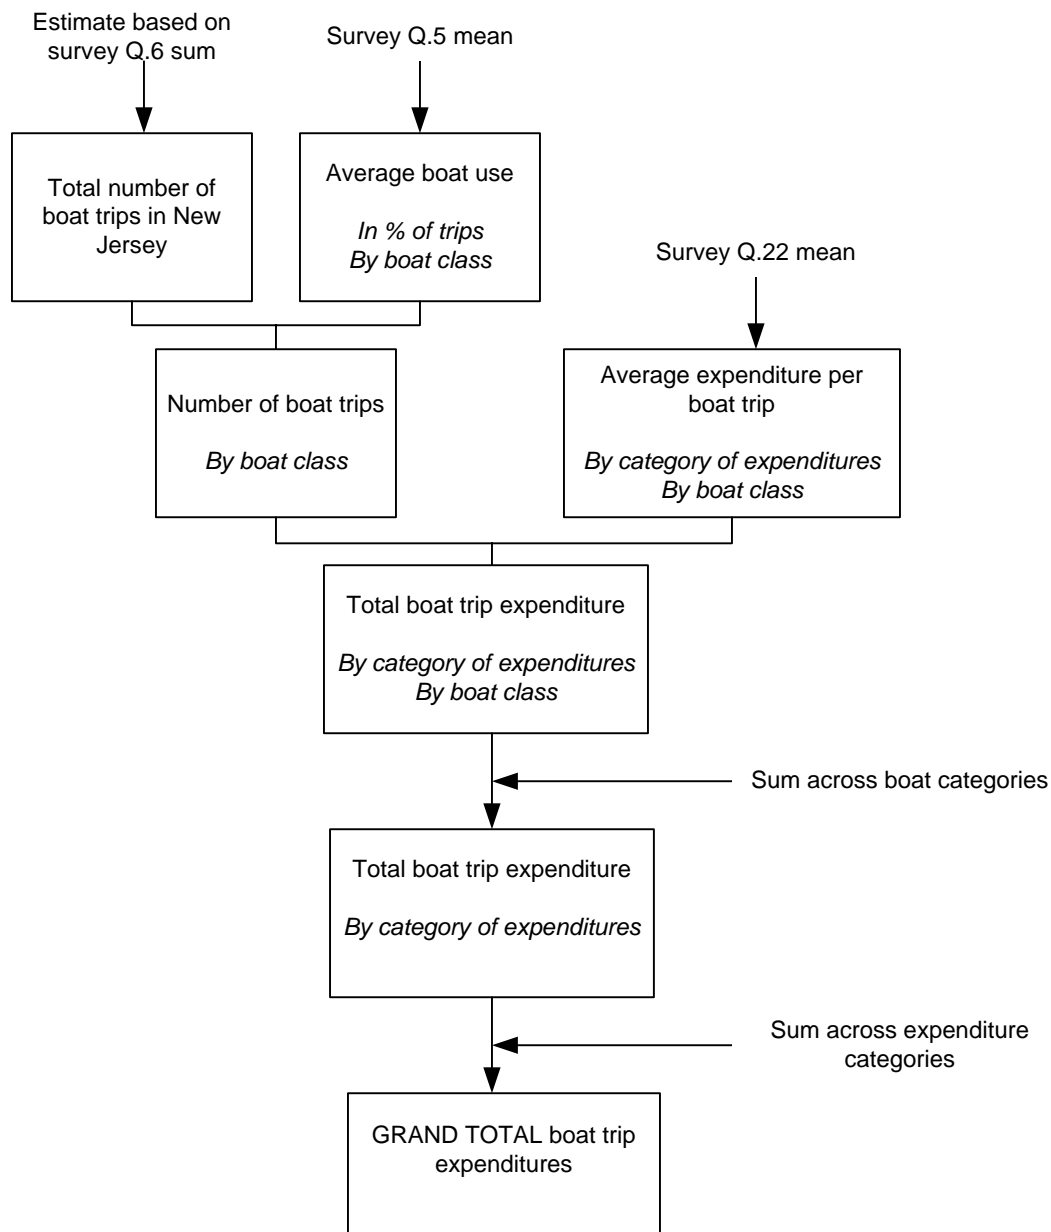 Estimate based on
survey Q.6 sum
Survey Q.5 mean
Total number of
boat trips in New
Jersey
Average boat use
In % of trips
By boat class
Survey Q.22 mean
Number of boat trips
By boat class
Average expenditure per
boat trip
By category of expenditures
By boat class
Total boat trip expenditure
By category of expenditures
By boat class
Sum across boat categories
Total boat trip expenditure
By category of expenditures
Sum across expenditure
categories
GRAND TOTAL boat trip
expenditures